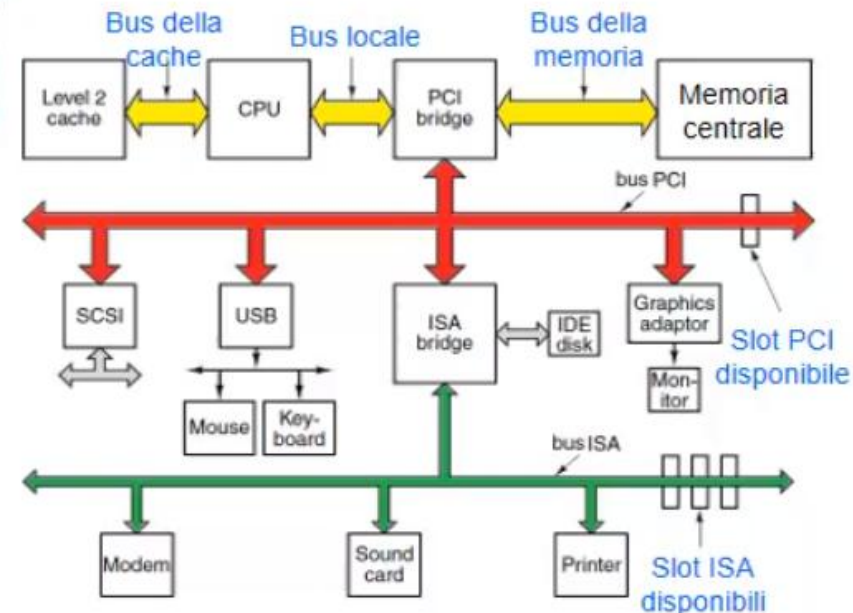 Bus della
cache
Bus locale
Bus della
memoria
Level 2
cache
CPU
PCI
bridge
Memoria
centrale
bus PCI
SCSI
USB
ISA
bridge
IDE
disk
Graphics
adaptor
Slot PCI
disponibile
Mon-
itor
Mouse
Key-
board
bus ISA
Modem
Sound
card
Printer
Slot ISA
disponibili